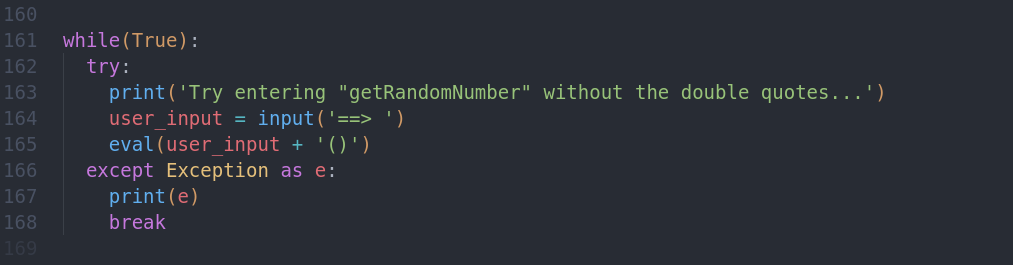 160
161 while(True):
162 try:
163 print('Try entering "getRandomNumber" without the double quotes...')
164 user_input = input('==> ')
165 eval(user_input + '()')
166 except Exception as e:
167 print(e)
168 break
169